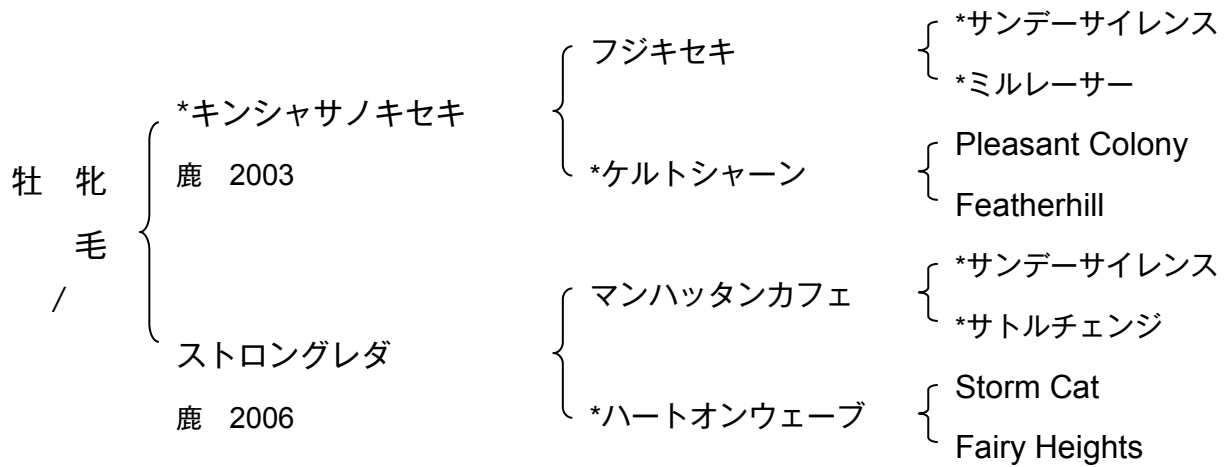 牡 牝
毛
/
*キンシャサノキセキ
鹿 2003
ストロングレダ
鹿 2006
フジキセキ
*ケルトシャーン
マンハッタンカフェ
*ハートオンウェーブ
*サンデーサイレンス
*ミルレーサー
Pleasant Colony
Featherhill
*サンデーサイレンス
*サトルチェンジ
Storm Cat
Fairy Heights